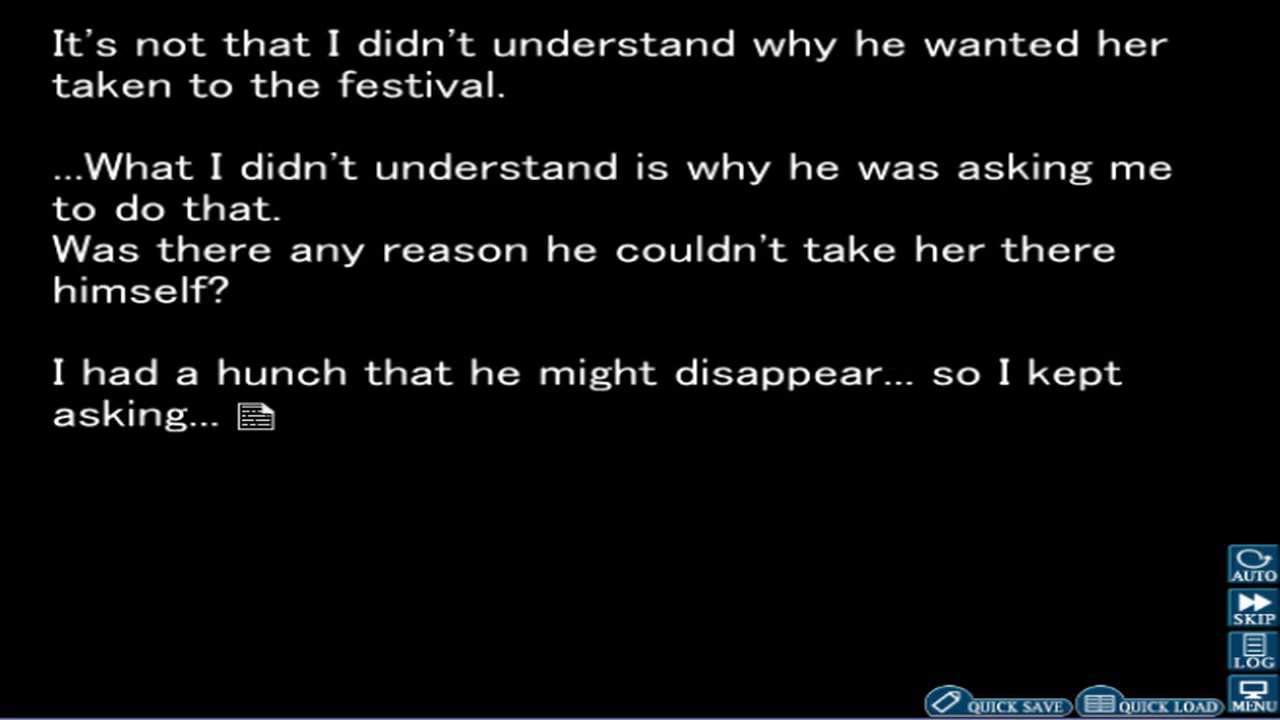 It's not that I didn't understand why he wanted her
taken to the festival.
...What I didn't understand is why he was asking me
to do that.
Was there any reason he couldn't take her there
himself?
I had a hunch that he might disappear... so I kept
asking...
AUTO
SKIP
LOG
MENU
QUICK SAVE
QUICK LOAD